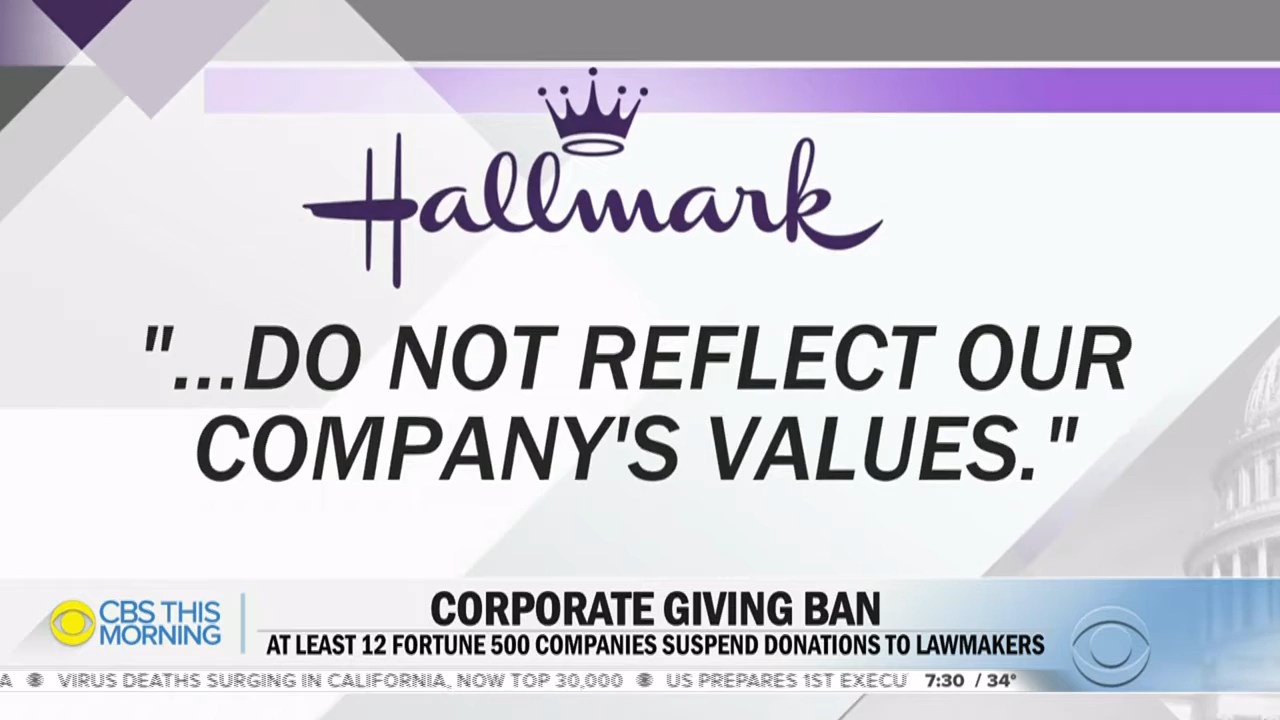 Hallmark
"...DO NOT REFLECT OUR
COMPANY'S VALUES."
CBS THIS
MORNING
CORPORATE GIVING BAN
AT LEAST 12 FORTUNE 500 COMPANIES SUSPEND DONATIONS TO LAWMAKERS
A VIRUS DEATHS SURGING IN CALIFORNIA, NOW TOP 30,000 US PREPARES 1ST EXECU 7:30 / 34°